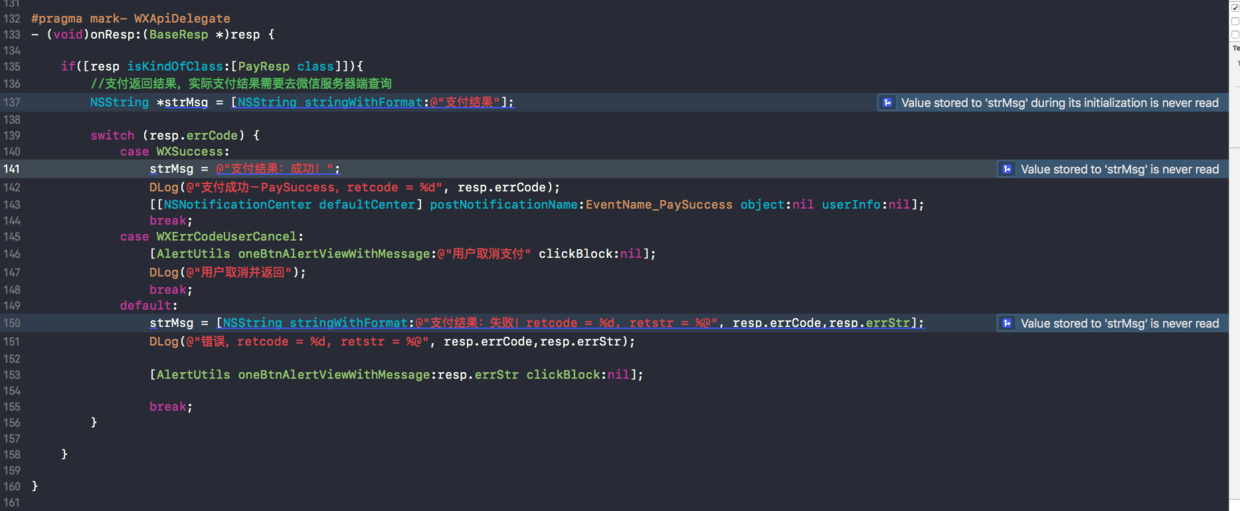 131
132 #pragma mark- WXApiDelegate
133 - (void)onResp:(BaseResp *)resp {
134
135 if([resp isKindOfClass:[PayResp class]]){
136 //支付返回结果，实际支付结果需要去微信服务器端查询
137 NSString *strMsg = [NSString stringWithFormat:@"支付结果"]; Value stored to 'strMsg' during its initialization is never read
138
139 switch (resp.errCode) {
140 case WXSuccess:
141 strMsg = @"支付结果：成功！"; Value stored to 'strMsg' is never read
142 DLog(@"支付成功－PaySuccess，retcode = %d", resp.errCode);
143 [[NSNotificationCenter defaultCenter] postNotificationName:EventName_PaySuccess object:nil userInfo:nil];
144 break;
145 case WXErrCodeUserCancel:
146 [AlertUtils oneBtnAlertViewWithMessage:@"用户取消支付" clickBlock:nil];
147 DLog(@"用户取消并返回");
148 break;
149 default:
150 strMsg = [NSString stringWithFormat:@"支付结果：失败！retcode = %d, retstr = %@", resp.errCode,resp.errStr]; Value stored to 'strMsg' is never read
151 DLog(@"错误，retcode = %d, retstr = %@", resp.errCode,resp.errStr);
152
153 [AlertUtils oneBtnAlertViewWithMessage:resp.errStr clickBlock:nil];
154
155 break;
156 }
157
158 }
159
160 }
161